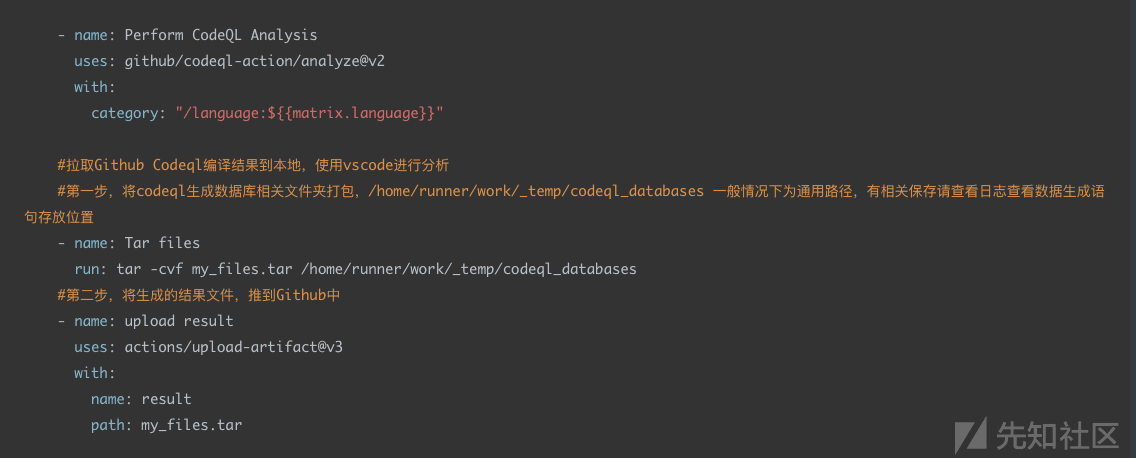 - name: Perform CodeQL Analysis
uses: github/codeql-action/analyze@v2
with:
category: "/language:${{matrix.language}}"
#拉取Github Codeql编译结果到本地，使用vscode进行分析
#第一步，将codeql生成数据库相关文件夹打包，/home/runner/work/_temp/codeql_databases 一般情况下为通用路径，有相关保存请查看日志查看数据生成语
句存放位置
- name: Tar files
run: tar -cvf my_files.tar /home/runner/work/_temp/codeql_databases
#第二步，将生成的结果文件，推到Github中
- name: upload result
uses: actions/upload-artifact@v3
with:
name: result
path: my_files.tar
先知社区